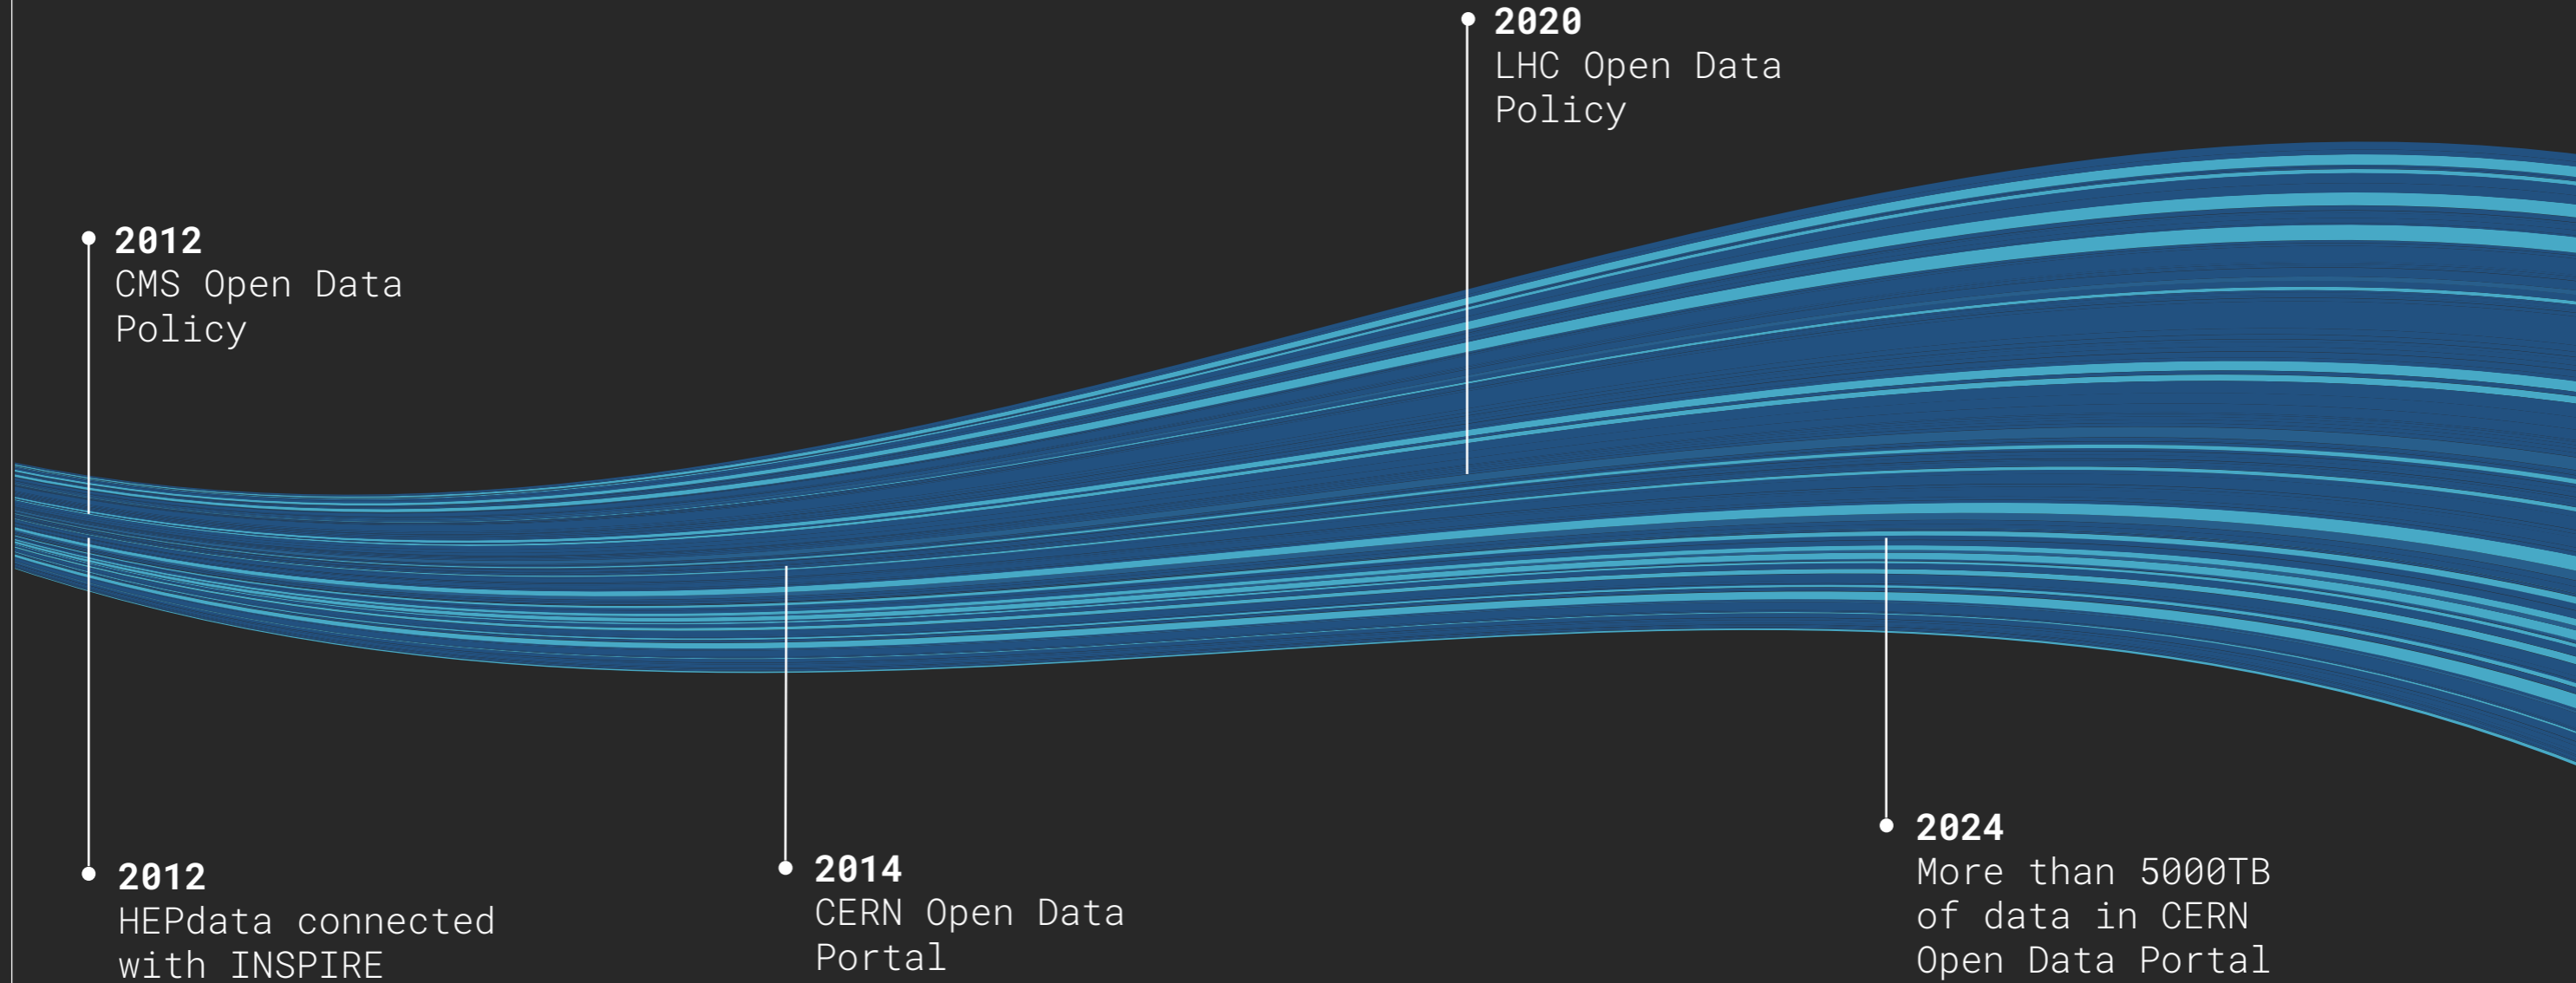 2012
CMS Open Data
Policy
2012
HEPdata connected
with INSPIRE
2014
CERN Open Data
Portal
2020
LHC Open Data
Policy
2024
More than 5000TB
of data in CERN
Open Data Portal